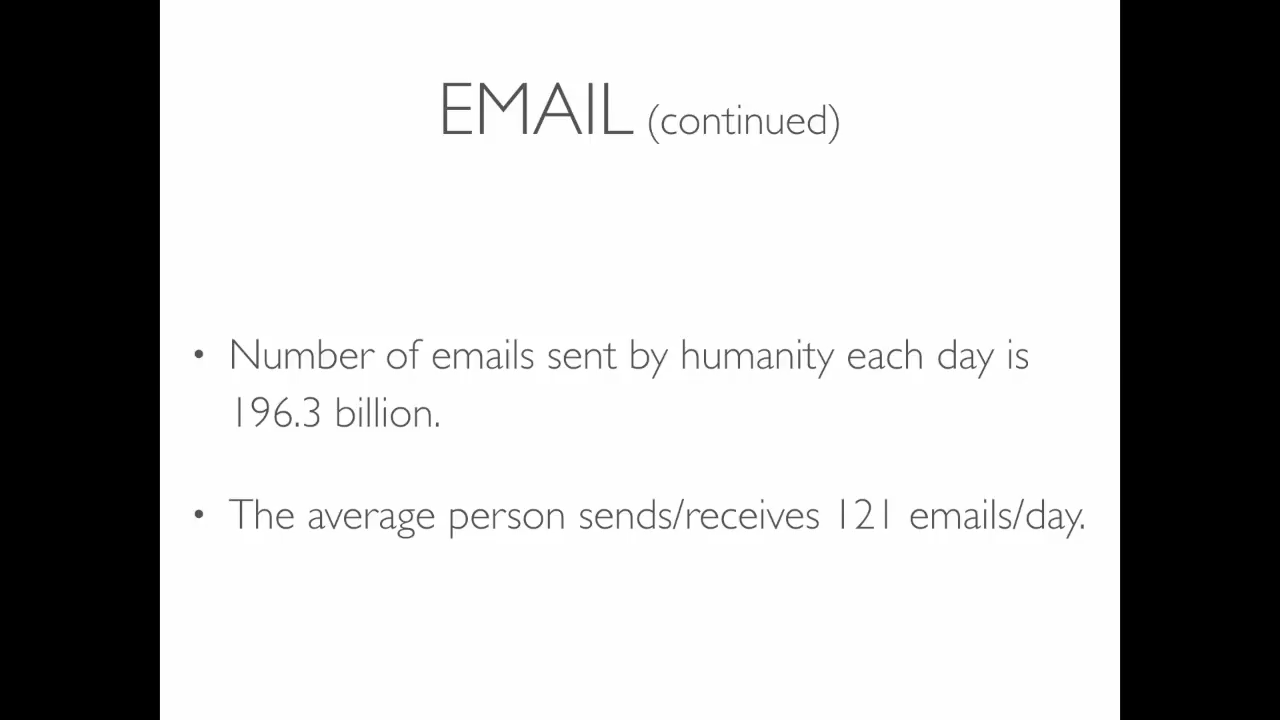 EMAIL (continued)
• Number of emails sent by humanity each day is
196.3 billion.
• The average person sends/receives 121 emails/day.